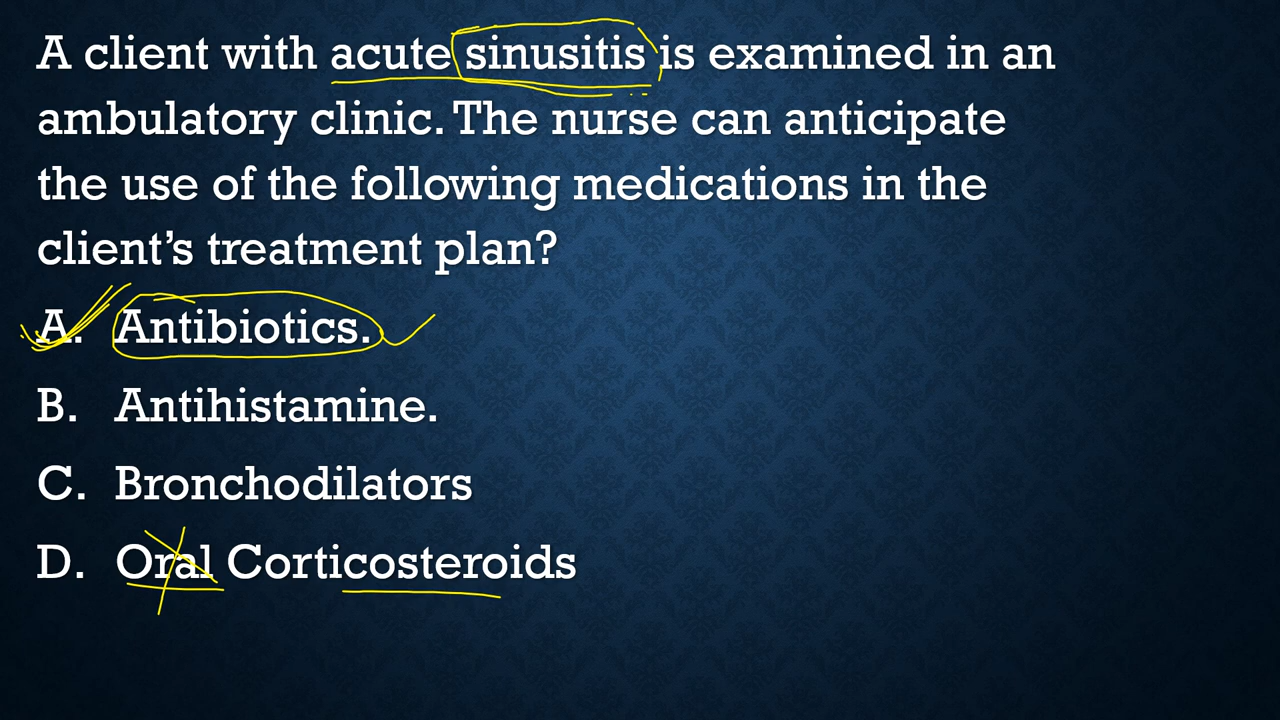 A client with acute sinusitis is examined in an
ambulatory clinic. The nurse can anticipate
the use of the following medications in the
client’s treatment plan?
A. Antibiotics.
B. Antihistamine.
C. Bronchodilators
D. Oral Corticosteroids